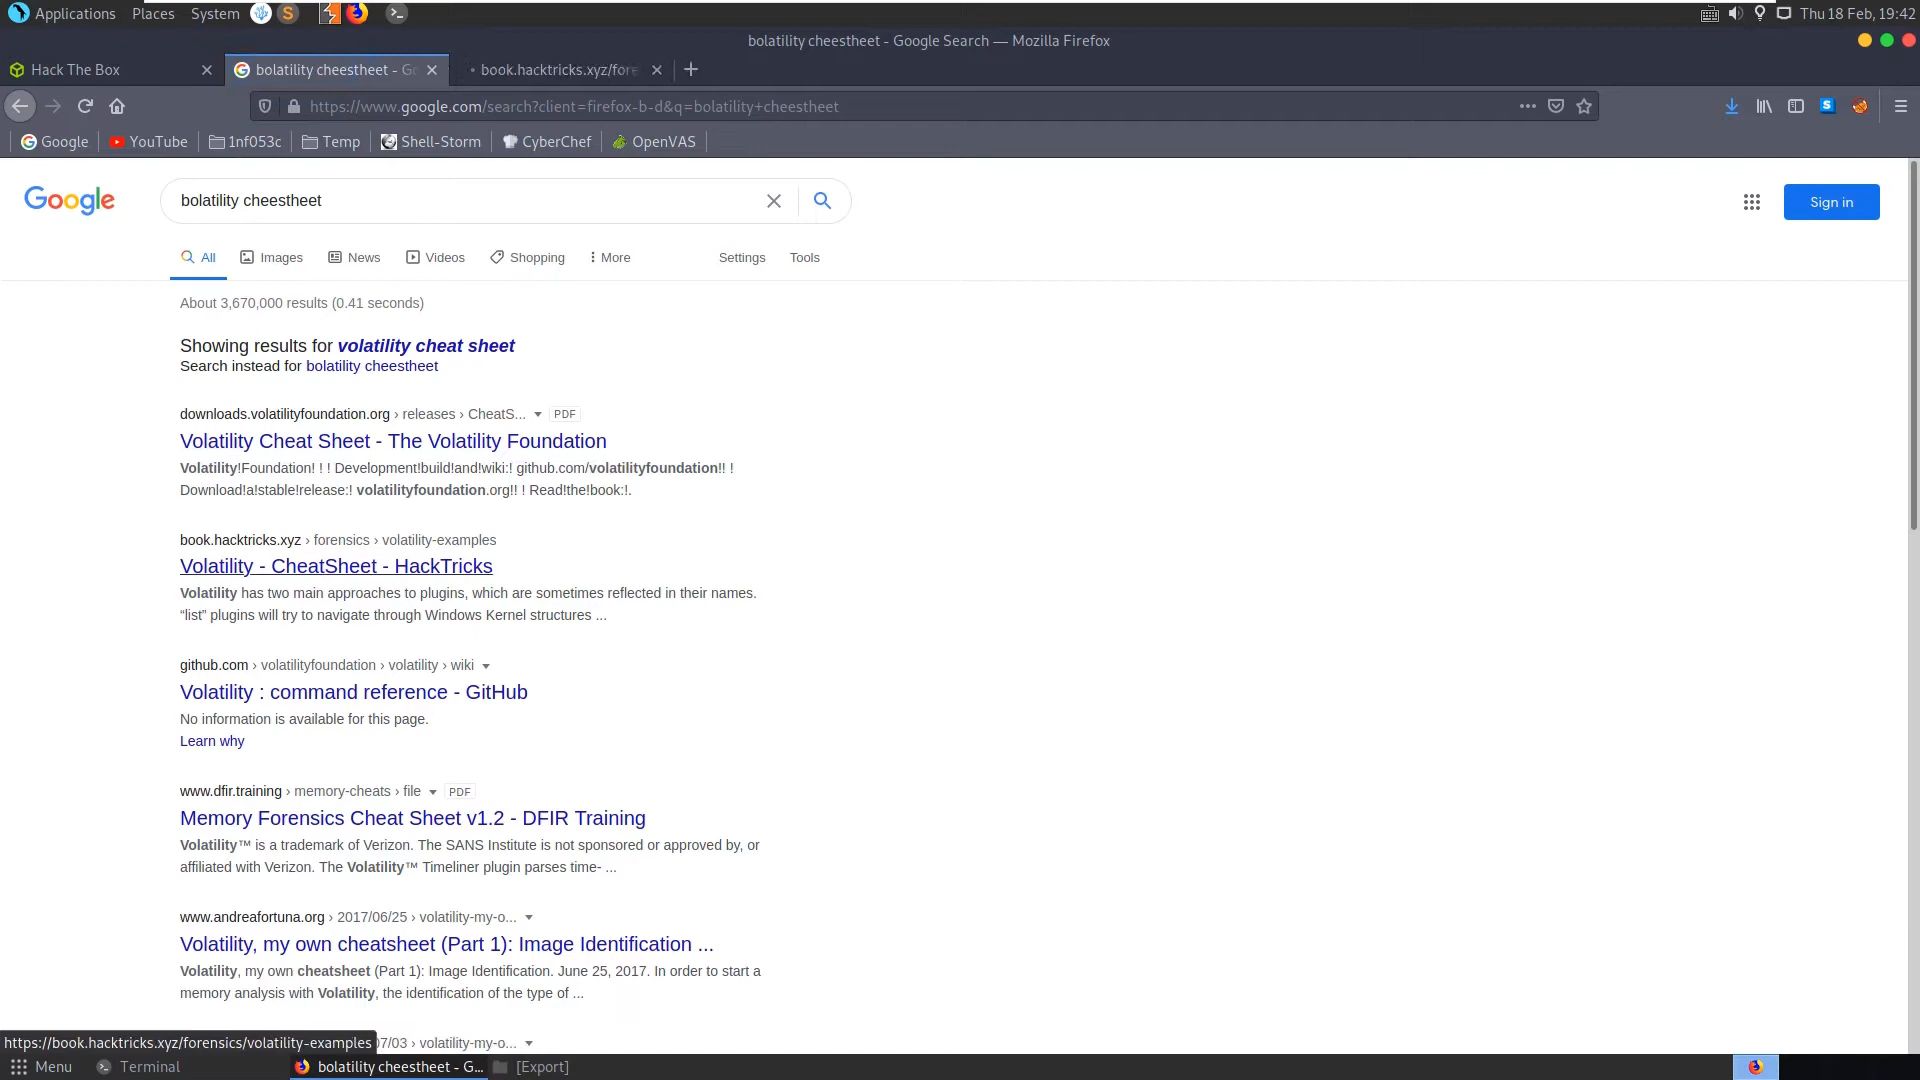 Applications Places System Thu 18 Feb, 19:42
bolatility cheestheet - Google Search — Mozilla Firefox
Hack The Box bolatility cheestheet - Go book.hacktricks.xyz/fore
https://www.google.com/search?client=firefox-b-d&q=bolatility+cheestheet
Google YouTube 1nf053c Temp Shell-Storm CyberChef OpenVAS
Google bolatility cheestheet Sign in
All Images News Videos Shopping More Settings Tools
About 3,670,000 results (0.41 seconds)
Showing results for volatility cheat sheet
Search instead for bolatility cheestheet
downloads.volatilityfoundation.org › releases › CheatS... PDF
Volatility Cheat Sheet - The Volatility Foundation
Volatility!Foundation! ! ! Development!build!and!wiki:! github.com/volatilityfoundation!! !
Download!a!stable!release:! volatilityfoundation.org!! ! Read!the!book:!.
book.hacktricks.xyz › forensics › volatility-examples
Volatility - CheatSheet - HackTricks
Volatility has two main approaches to plugins, which are sometimes reflected in their names.
“list” plugins will try to navigate through Windows Kernel structures ...
github.com › volatilityfoundation › volatility › wiki
Volatility : command reference - GitHub
No information is available for this page.
Learn why
www.dfir.training › memory-cheats › file PDF
Memory Forensics Cheat Sheet v1.2 - DFIR Training
Volatility™ is a trademark of Verizon. The SANS Institute is not sponsored or approved by, or
affiliated with Verizon. The Volatility™ Timeliner plugin parses time- ...
www.andreafortuna.org › 2017/06/25 › volatility-my-o...
Volatility, my own cheatsheet (Part 1): Image Identification ...
Volatility, my own cheatsheet (Part 1): Image Identification. June 25, 2017. In order to start a
memory analysis with Volatility, the identification of the type of ...
https://book.hacktricks.xyz/forensics/volatility-examples 07/03 › volatility-my-o...
Menu Terminal bolatility cheestheet - G... [Export]